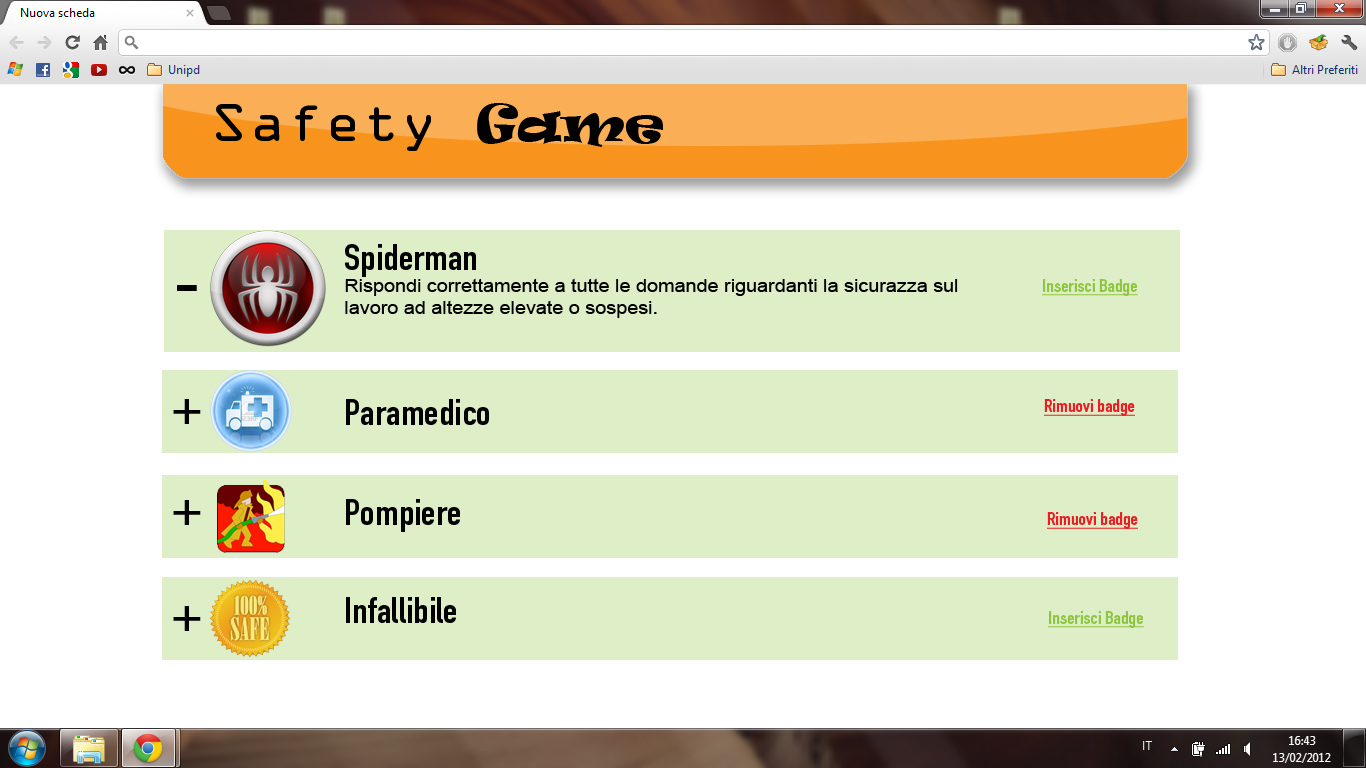 Nuova scheda
Unipd
Altri Preferiti
Safety Game
Spiderman
Rispondi correttamente a tutte le domande riguardanti la sicurazza sul
lavoro ad altezze elevate o sospesi.
Inserisci Badge
Paramedico
Rimuovi badge
Pompiere
Rimuovi badge
100%
SAFE
Infallibile
Inserisci Badge
IT
16:43
13/02/2012